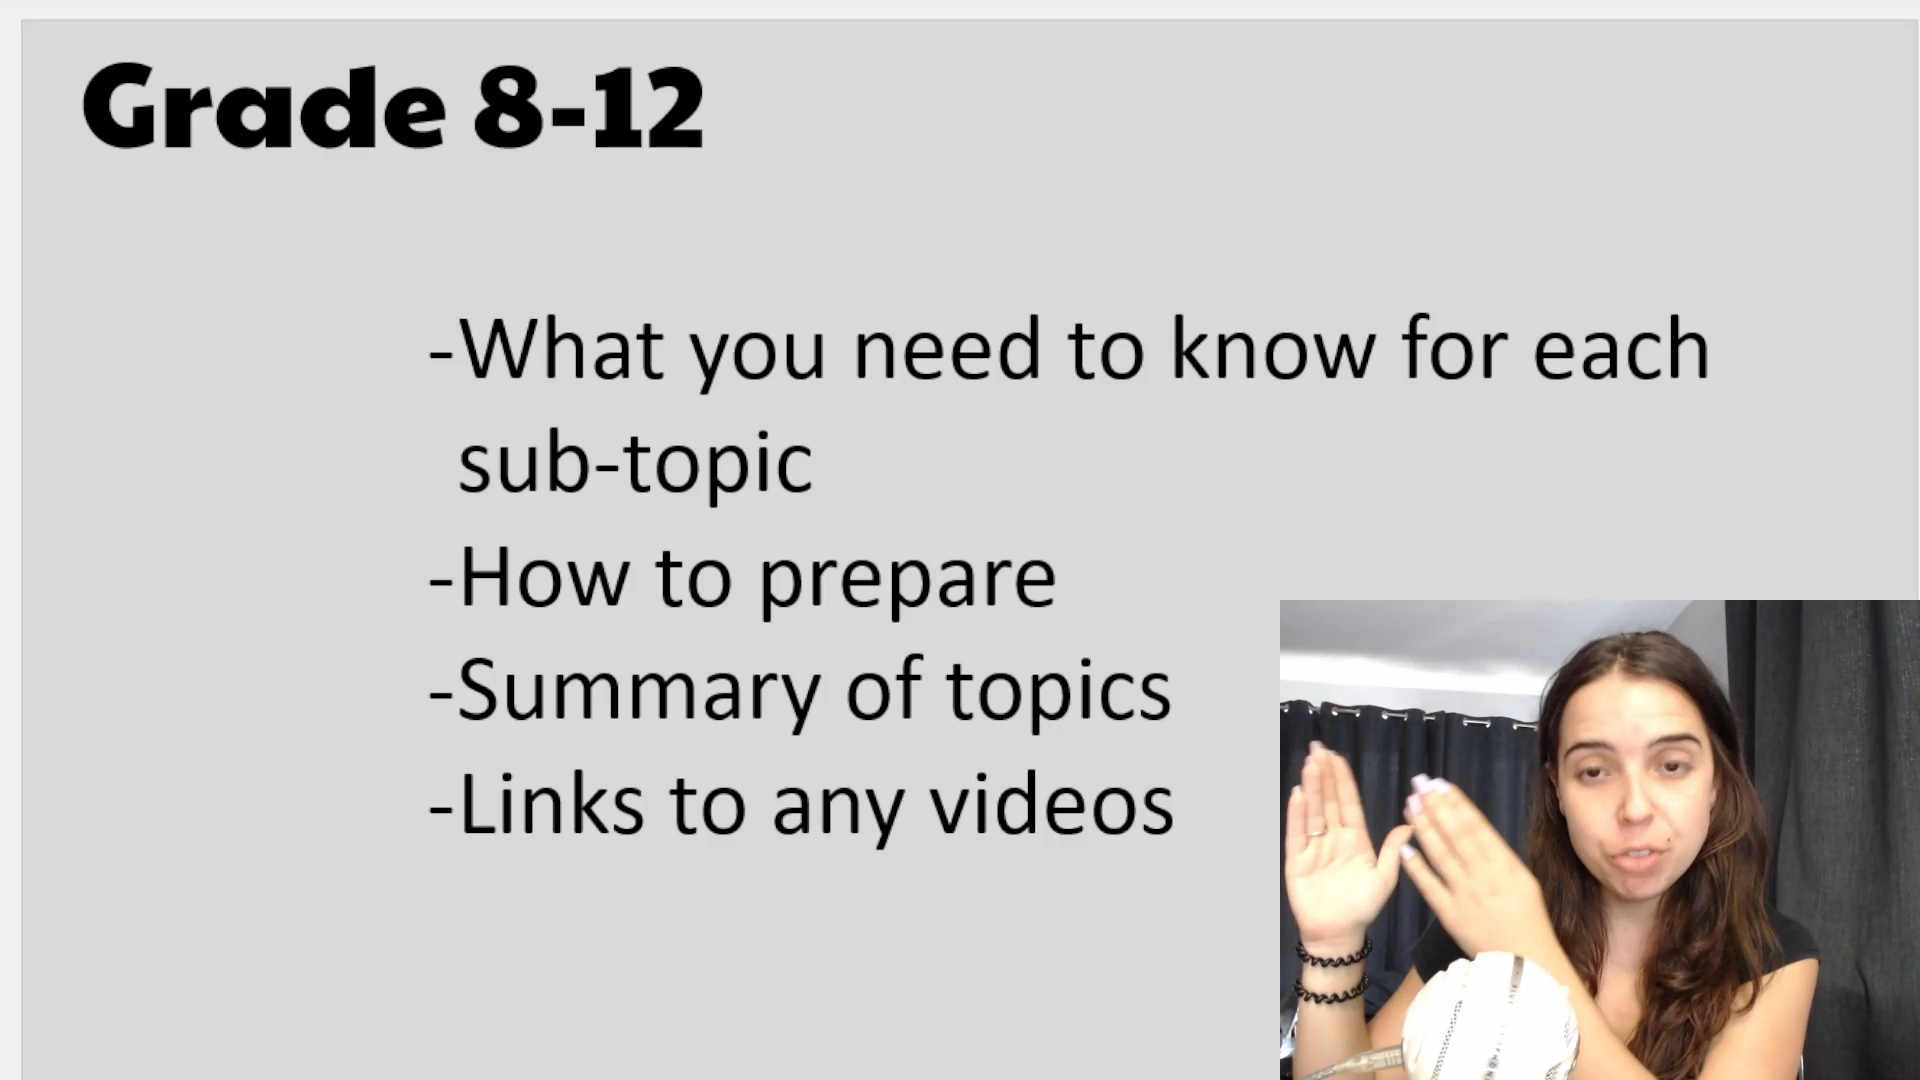 Grade 8-12
-What you need to know for each
sub-topic
-How to prepare
-Summary of topics
-Links to any videos